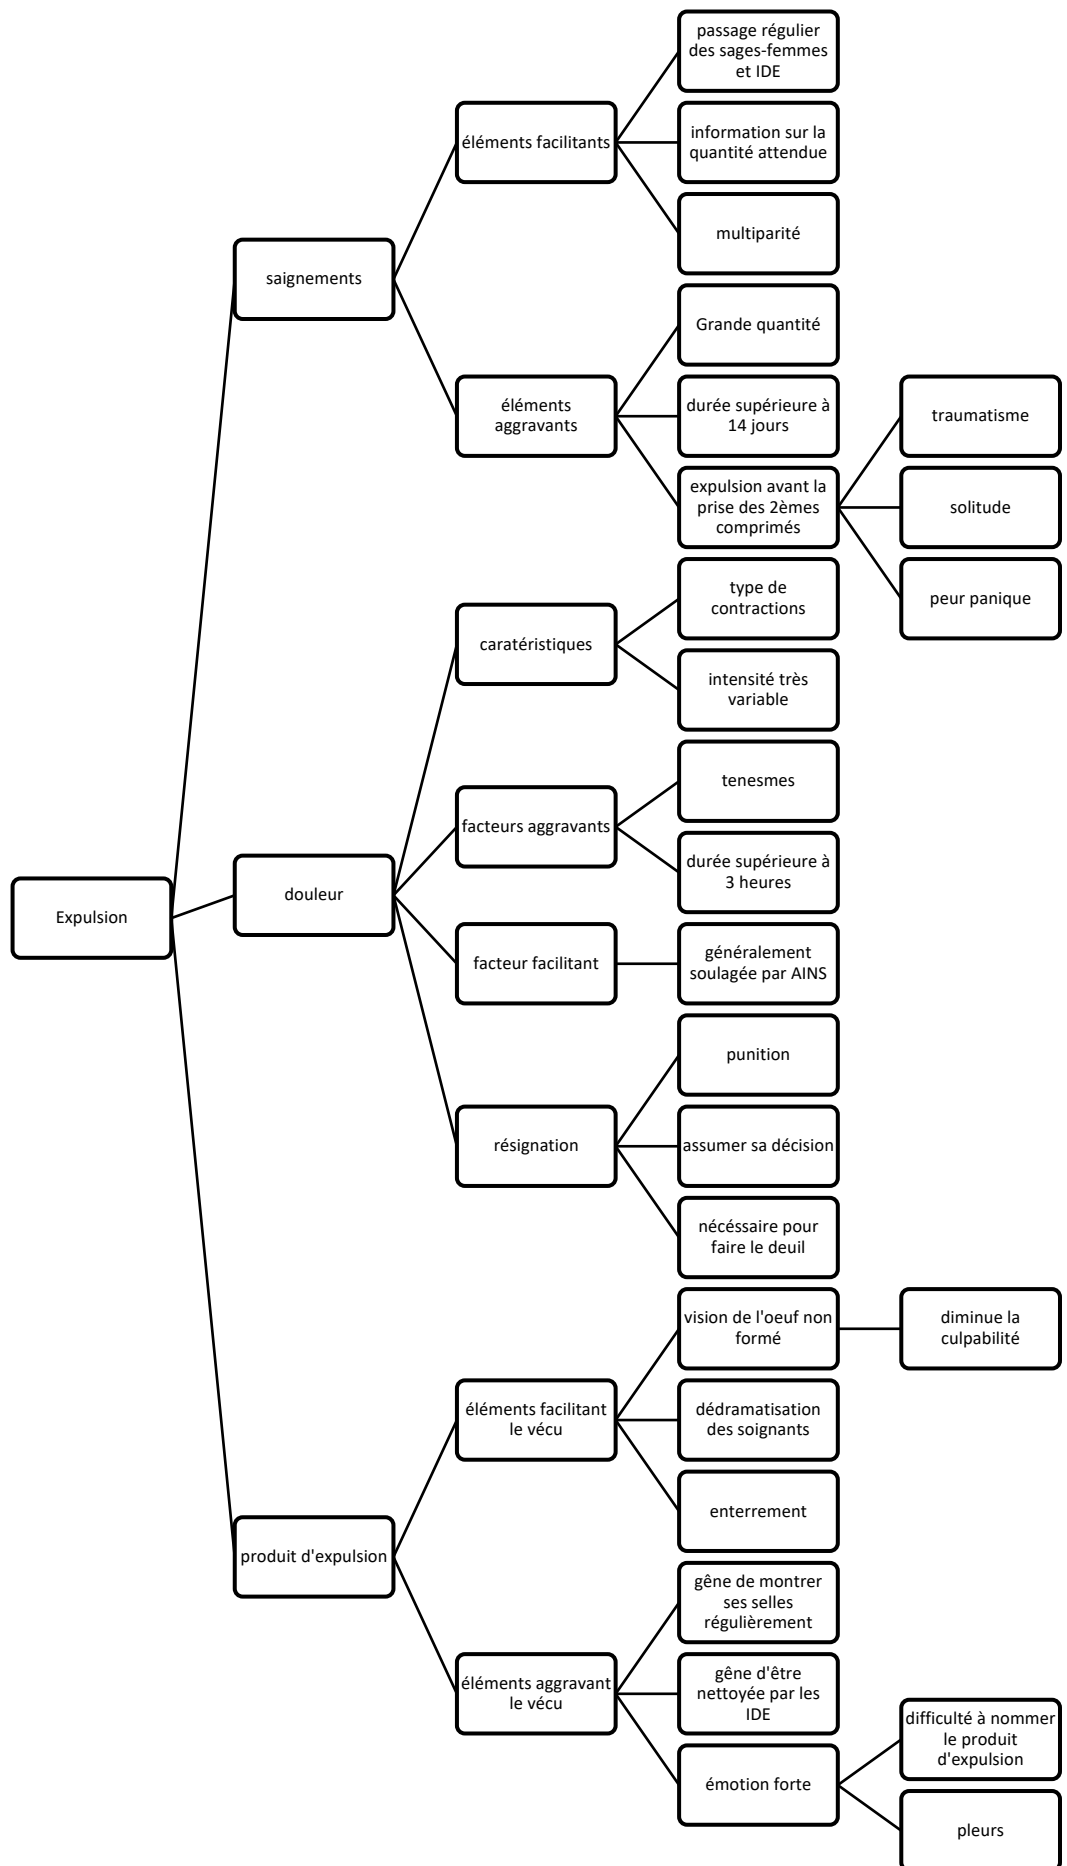 Expulsion
saignements
éléments facilitants
passage régulier
des sages-femmes
et IDE
information sur la
quantité attendue
multiparité
éléments
aggravants
Grande quantité
durée supérieure à
14 jours
expulsion avant la
prise des 2èmes
comprimés
traumatisme
solitude
peur panique
douleur
caratéristiques
type de
contractions
intensité très
variable
facteurs aggravants
tenesmes
durée supérieure à
3 heures
facteur facilitant
généralement
soulagée par AINS
résignation
punition
assumer sa décision
nécéssaire pour
faire le deuil
produit d'expulsion
éléments facilitant
le vécu
vision de l'oeuf non
formé
diminue la
culpabilité
dédramatisation
des soignants
enterrement
éléments aggravant
le vécu
gêne de montrer
ses selles
régulièrement
gêne d'être
nettoyée par les
IDE
émotion forte
difficulté à nommer
le produit
d'expulsion
pleurs